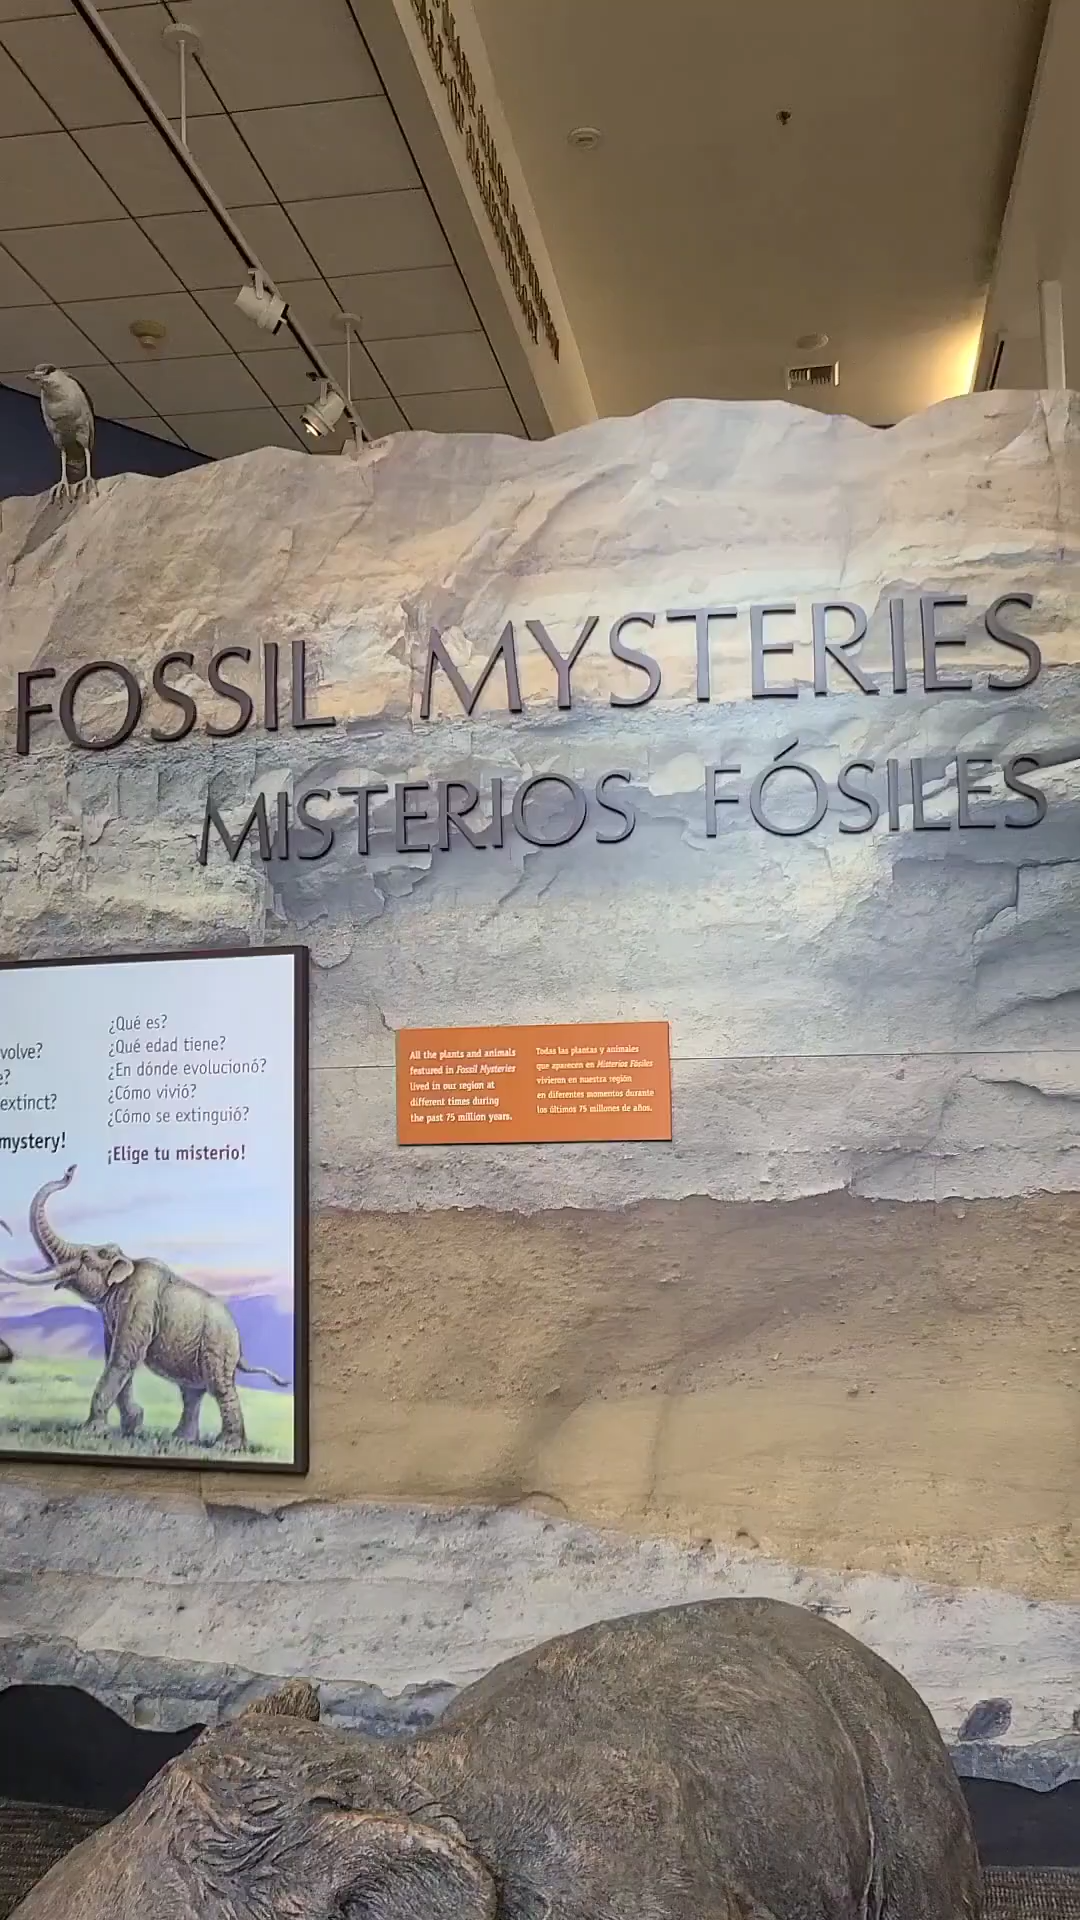 HALL OF PALEONTOLOGY
FOSSIL MYSTERIES
MISTERIOS FÓSILES
volve?
e?
extinct?
mystery!
¿Qué es?
¿Qué edad tiene?
¿En dónde evolucionó?
¿Cómo vivió?
¿Cómo se extinguió?
¡Elige tu misterio!
All the plants and animals
featured in Fossil Mysteries
lived in our region at
different times during
the past 75 million years.
Todas las plantas y animales
que aparecen en Misterios Fósiles
vivieron en nuestra región
en diferentes momentos durante
los últimos 75 millones de años.